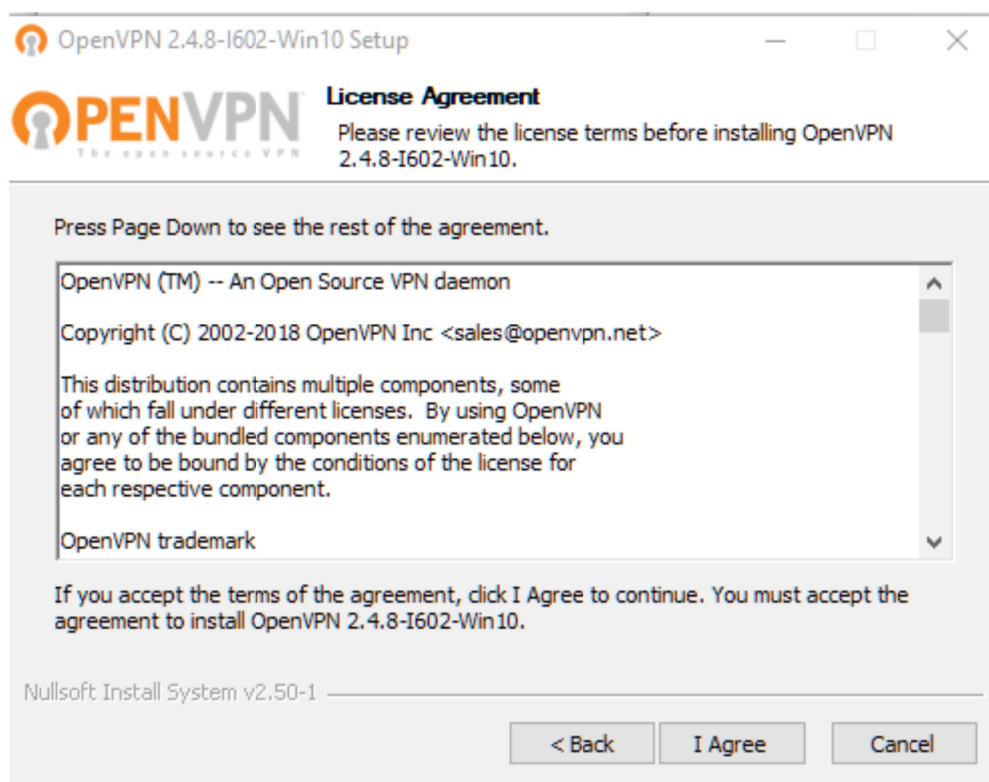 OpenVPN 2.4.8-I602-Win10 Setup
OPENVPN™
The open source VPN
License Agreement
Please review the license terms before installing OpenVPN
2.4.8-I602-Win10.
Press Page Down to see the rest of the agreement.
OpenVPN (TM) -- An Open Source VPN daemon
Copyright (C) 2002-2018 OpenVPN Inc <sales@openvpn.net>
This distribution contains multiple components, some
of which fall under different licenses.  By using OpenVPN
or any of the bundled components enumerated below, you
agree to be bound by the conditions of the license for
each respective component.
OpenVPN trademark
If you accept the terms of the agreement, click I Agree to continue. You must accept the
agreement to install OpenVPN 2.4.8-I602-Win10.
Nullsoft Install System v2.50-1
< Back
I Agree
Cancel